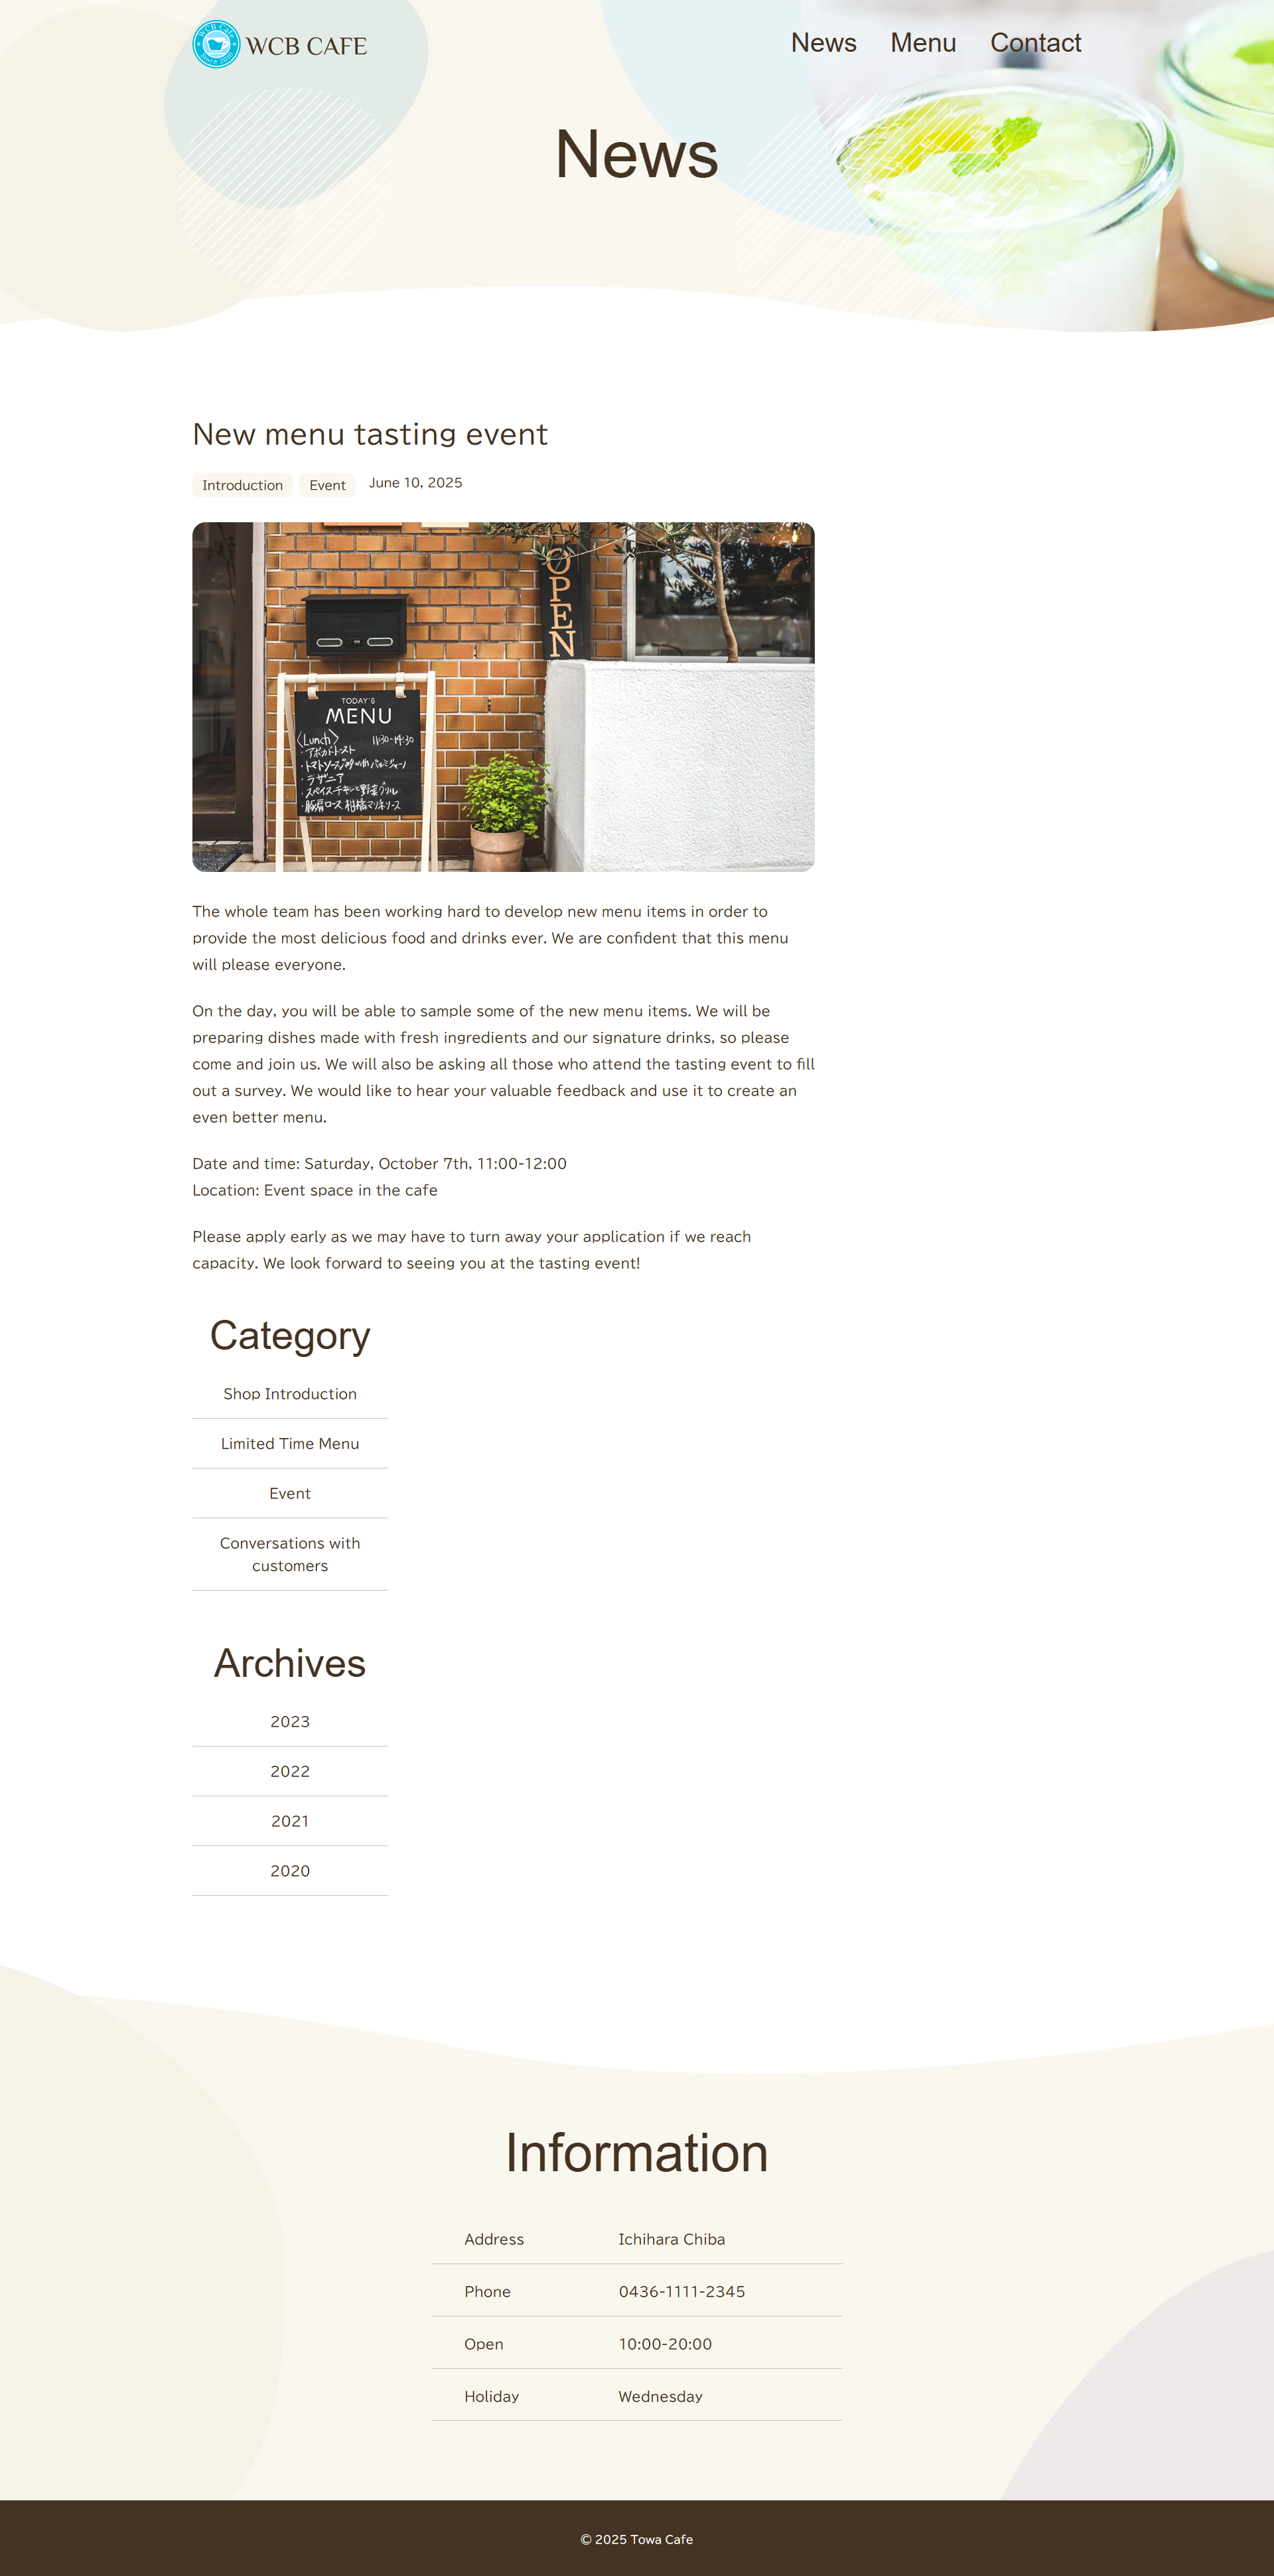 WCB Cafe
Since 2010
WCB CAFE
News
Menu
Contact
News
New menu tasting event
Introduction
Event
June 10, 2025
OPEN
TODAY'S
MENU
〈Lunch〉 11:30-14:30
・アボカドトースト
・ラザニア
・スパイスチキンと野菜グリル
・豚肩ロース 柑橘マリネソース
The whole team has been working hard to develop new menu items in order to
provide the most delicious food and drinks ever. We are confident that this menu
will please everyone.
On the day, you will be able to sample some of the new menu items. We will be
preparing dishes made with fresh ingredients and our signature drinks, so please
come and join us. We will also be asking all those who attend the tasting event to fill
out a survey. We would like to hear your valuable feedback and use it to create an
even better menu.
Date and time: Saturday, October 7th, 11:00-12:00
Location: Event space in the cafe
Please apply early as we may have to turn away your application if we reach
capacity. We look forward to seeing you at the tasting event!
Category
Shop Introduction
Limited Time Menu
Event
Conversations with
customers
Archives
2023
2022
2021
2020
Information
Address Ichihara Chiba
Phone 0436-1111-2345
Open 10:00-20:00
Holiday Wednesday
© 2025 Towa Cafe